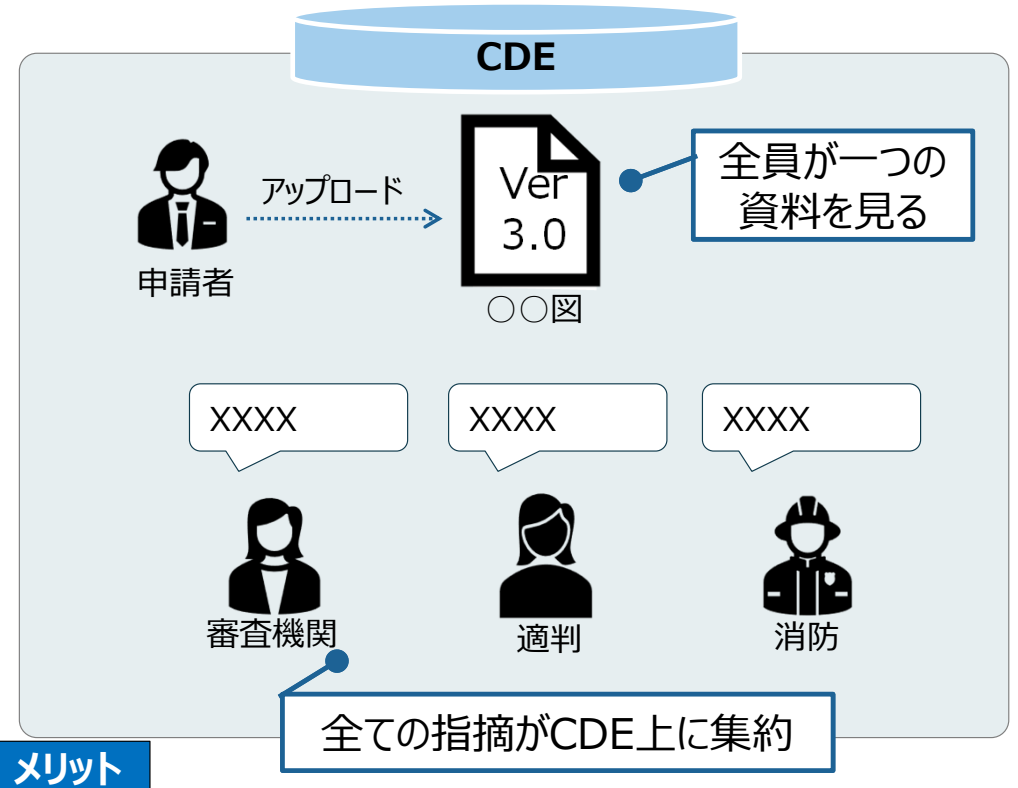 CDE
アップロード
Ver
3.0
全員が一つの
資料を見る
申請者
○○図
XXXX
XXXX
XXXX
審査機関
適判
消防
全ての指摘がCDE上に集約
メリット